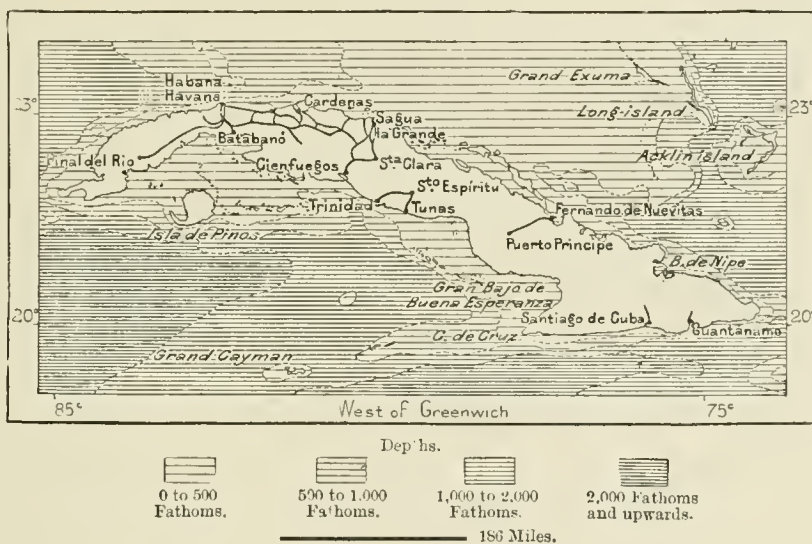 Habana
Havana
Cardenas
Grand Exuma
23°
23°
Sagua
la Grande
Long-island
Batabanó
Pinal del Rio
Cienfuegos
Sta Clara
Acklin island
Sto Espíritu
Trinidad
Tunas
Fernando de Nuevitas
Isla de Pinos
Puerto Principe
B. de Nipe
Gran Bajo de
Buena Esperanza
20°
Santiago de Cuba
20°
Guantánamo
C. de Cruz
Grand Cayman
85°
West of Greenwich
75°
Depths.
0 to 500
Fathoms.
500 to 1,000
Fathoms.
1,000 to 2,000
Fathoms.
2,000 Fathoms
and upwards.
186 Miles.